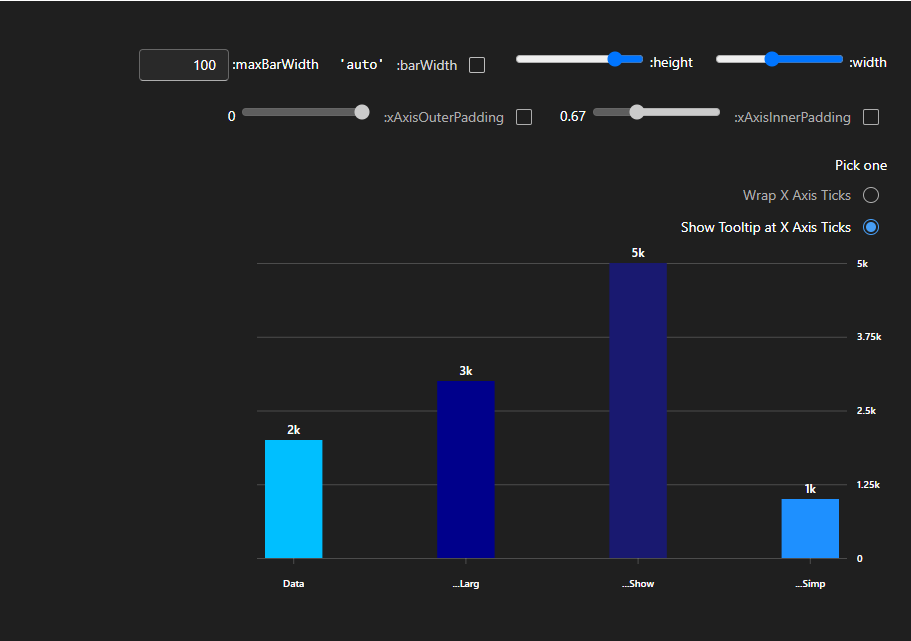 100 :maxBarWidth 'auto' :barWidth :height :width
0 :xAxisOuterPadding 0.67 :xAxisInnerPadding
Pick one
Wrap X Axis Ticks
Show Tooltip at X Axis Ticks
5k
5k
3.75k
3k
2.5k
2k
1.25k
1k
0
Data ...Larg ...Show ...Simp